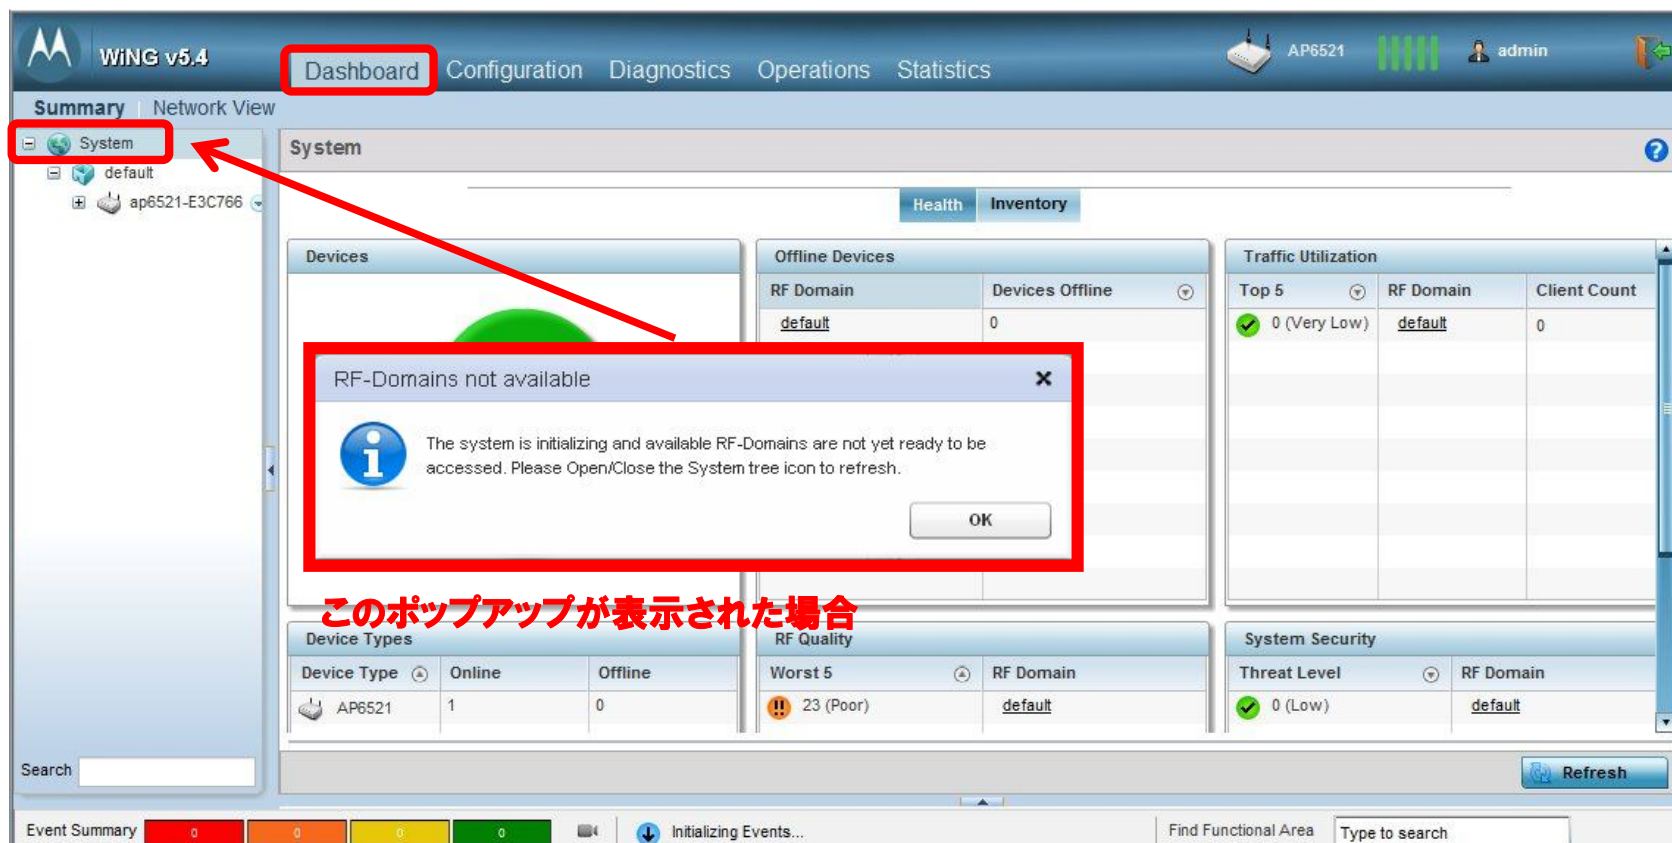 WiNG v5.4
Dashboard Configuration Diagnostics Operations Statistics
AP6521
admin
Summary Network View
System
default
ap6521-E3C766
System
Health Inventory
Devices
Offline Devices
RF Domain Devices Offline
default 0
Traffic Utilization
Top 5 RF Domain Client Count
0 (Very Low) default 0
RF-Domains not available
The system is initializing and available RF-Domains are not yet ready to be
accessed. Please Open/Close the System tree icon to refresh.
OK
このポップアップが表示された場合
Device Types
Device Type Online Offline
AP6521 1 0
RF Quality
Worst 5 RF Domain
23 (Poor) default
System Security
Threat Level RF Domain
0 (Low) default
Search
Refresh
Event Summary 0 0 0 0 Initializing Events...
Find Functional Area Type to search